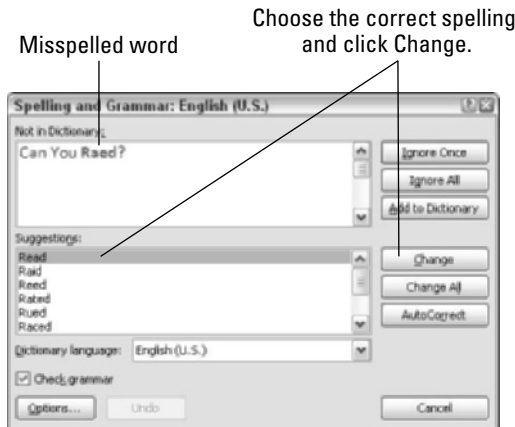 Choose the correct spelling
and click Change.
Misspelled word
Spelling and Grammar: English (U.S.)
Not in Dictionary:
Can You Raed?
Ignore Once
Ignore All
Add to Dictionary
Suggestions:
Read
Raid
Reed
Rated
Rued
Raced
Change
Change All
AutoCorrect
Dictionary language: English (U.S.)
Check grammar
Options... Undo Cancel